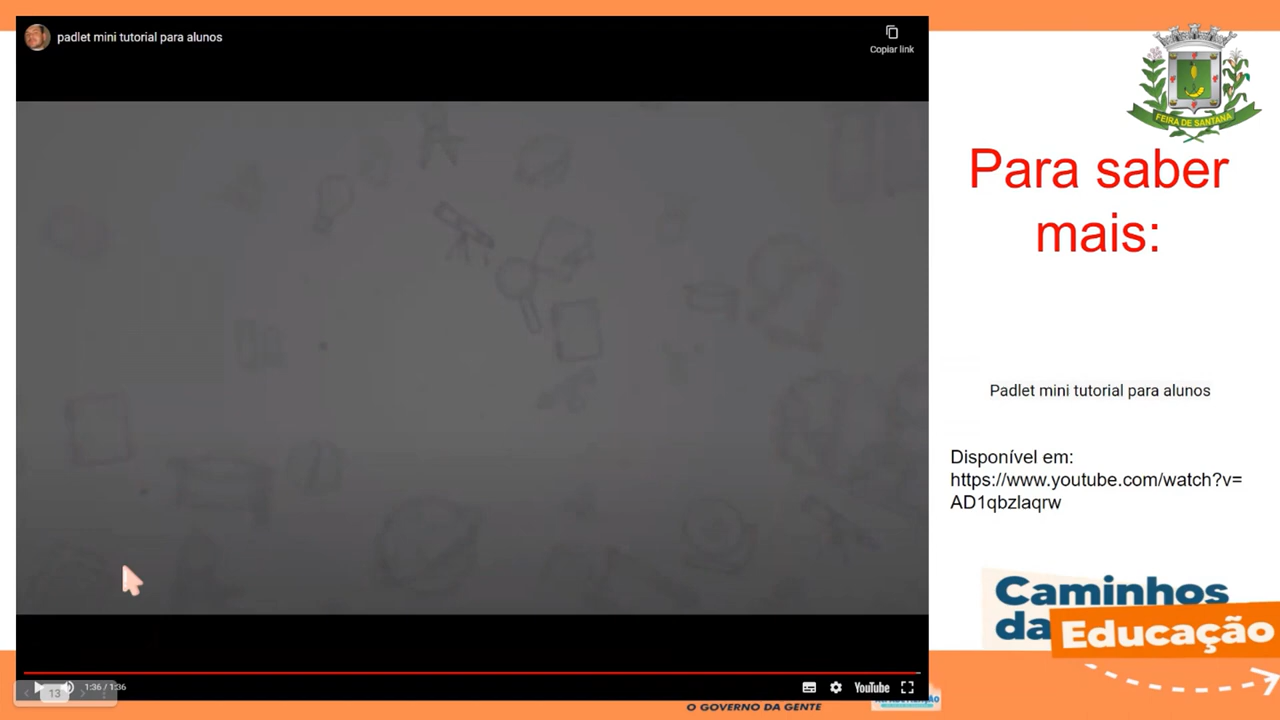 padlet mini tutorial para alunos
Copiar link
FEIRA DE SANTANA
Para saber
mais:
Padlet mini tutorial para alunos
Disponível em:
https://www.youtube.com/watch?v=
AD1qbzlaqrw
Caminhos
da Educação
13
1:36 / 1:36
YouTube
O GOVERNO DA GENTE